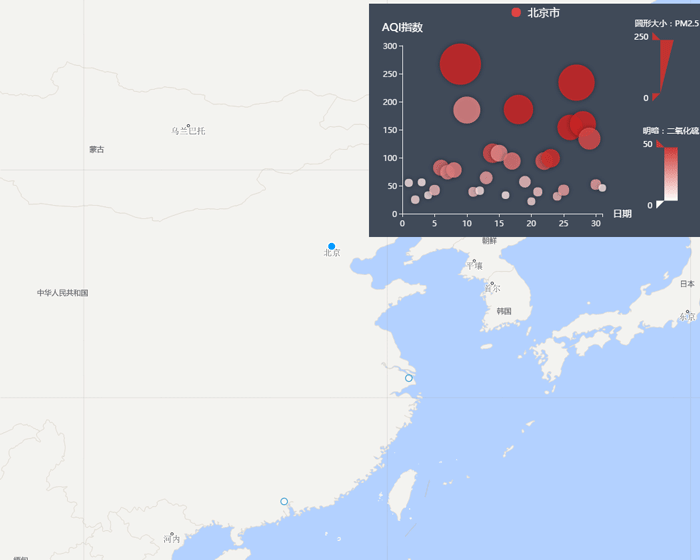 北京市
圆形大小：PM2.5
AQI指数
250
0
300
250
200
150
100
50
0
0
5
10
15
20
25
30
日期
明暗：二氧化硫
50
0
乌兰巴托
蒙古
北京
朝鲜
平壤
首尔
韩国
日本
东京
中华人民共和国
河内
缅甸